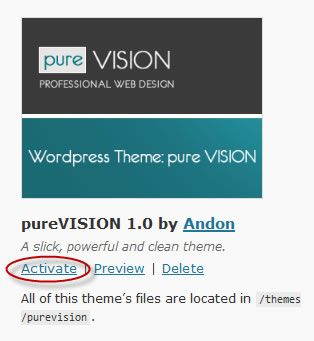 pure VISION
PROFESSIONAL WEB DESIGN
Wordpress Theme: pure VISION
pureVISION 1.0 by Andon
A slick, powerful and clean theme.
Activate | Preview | Delete
All of this theme's files are located in /themes
/purevision.